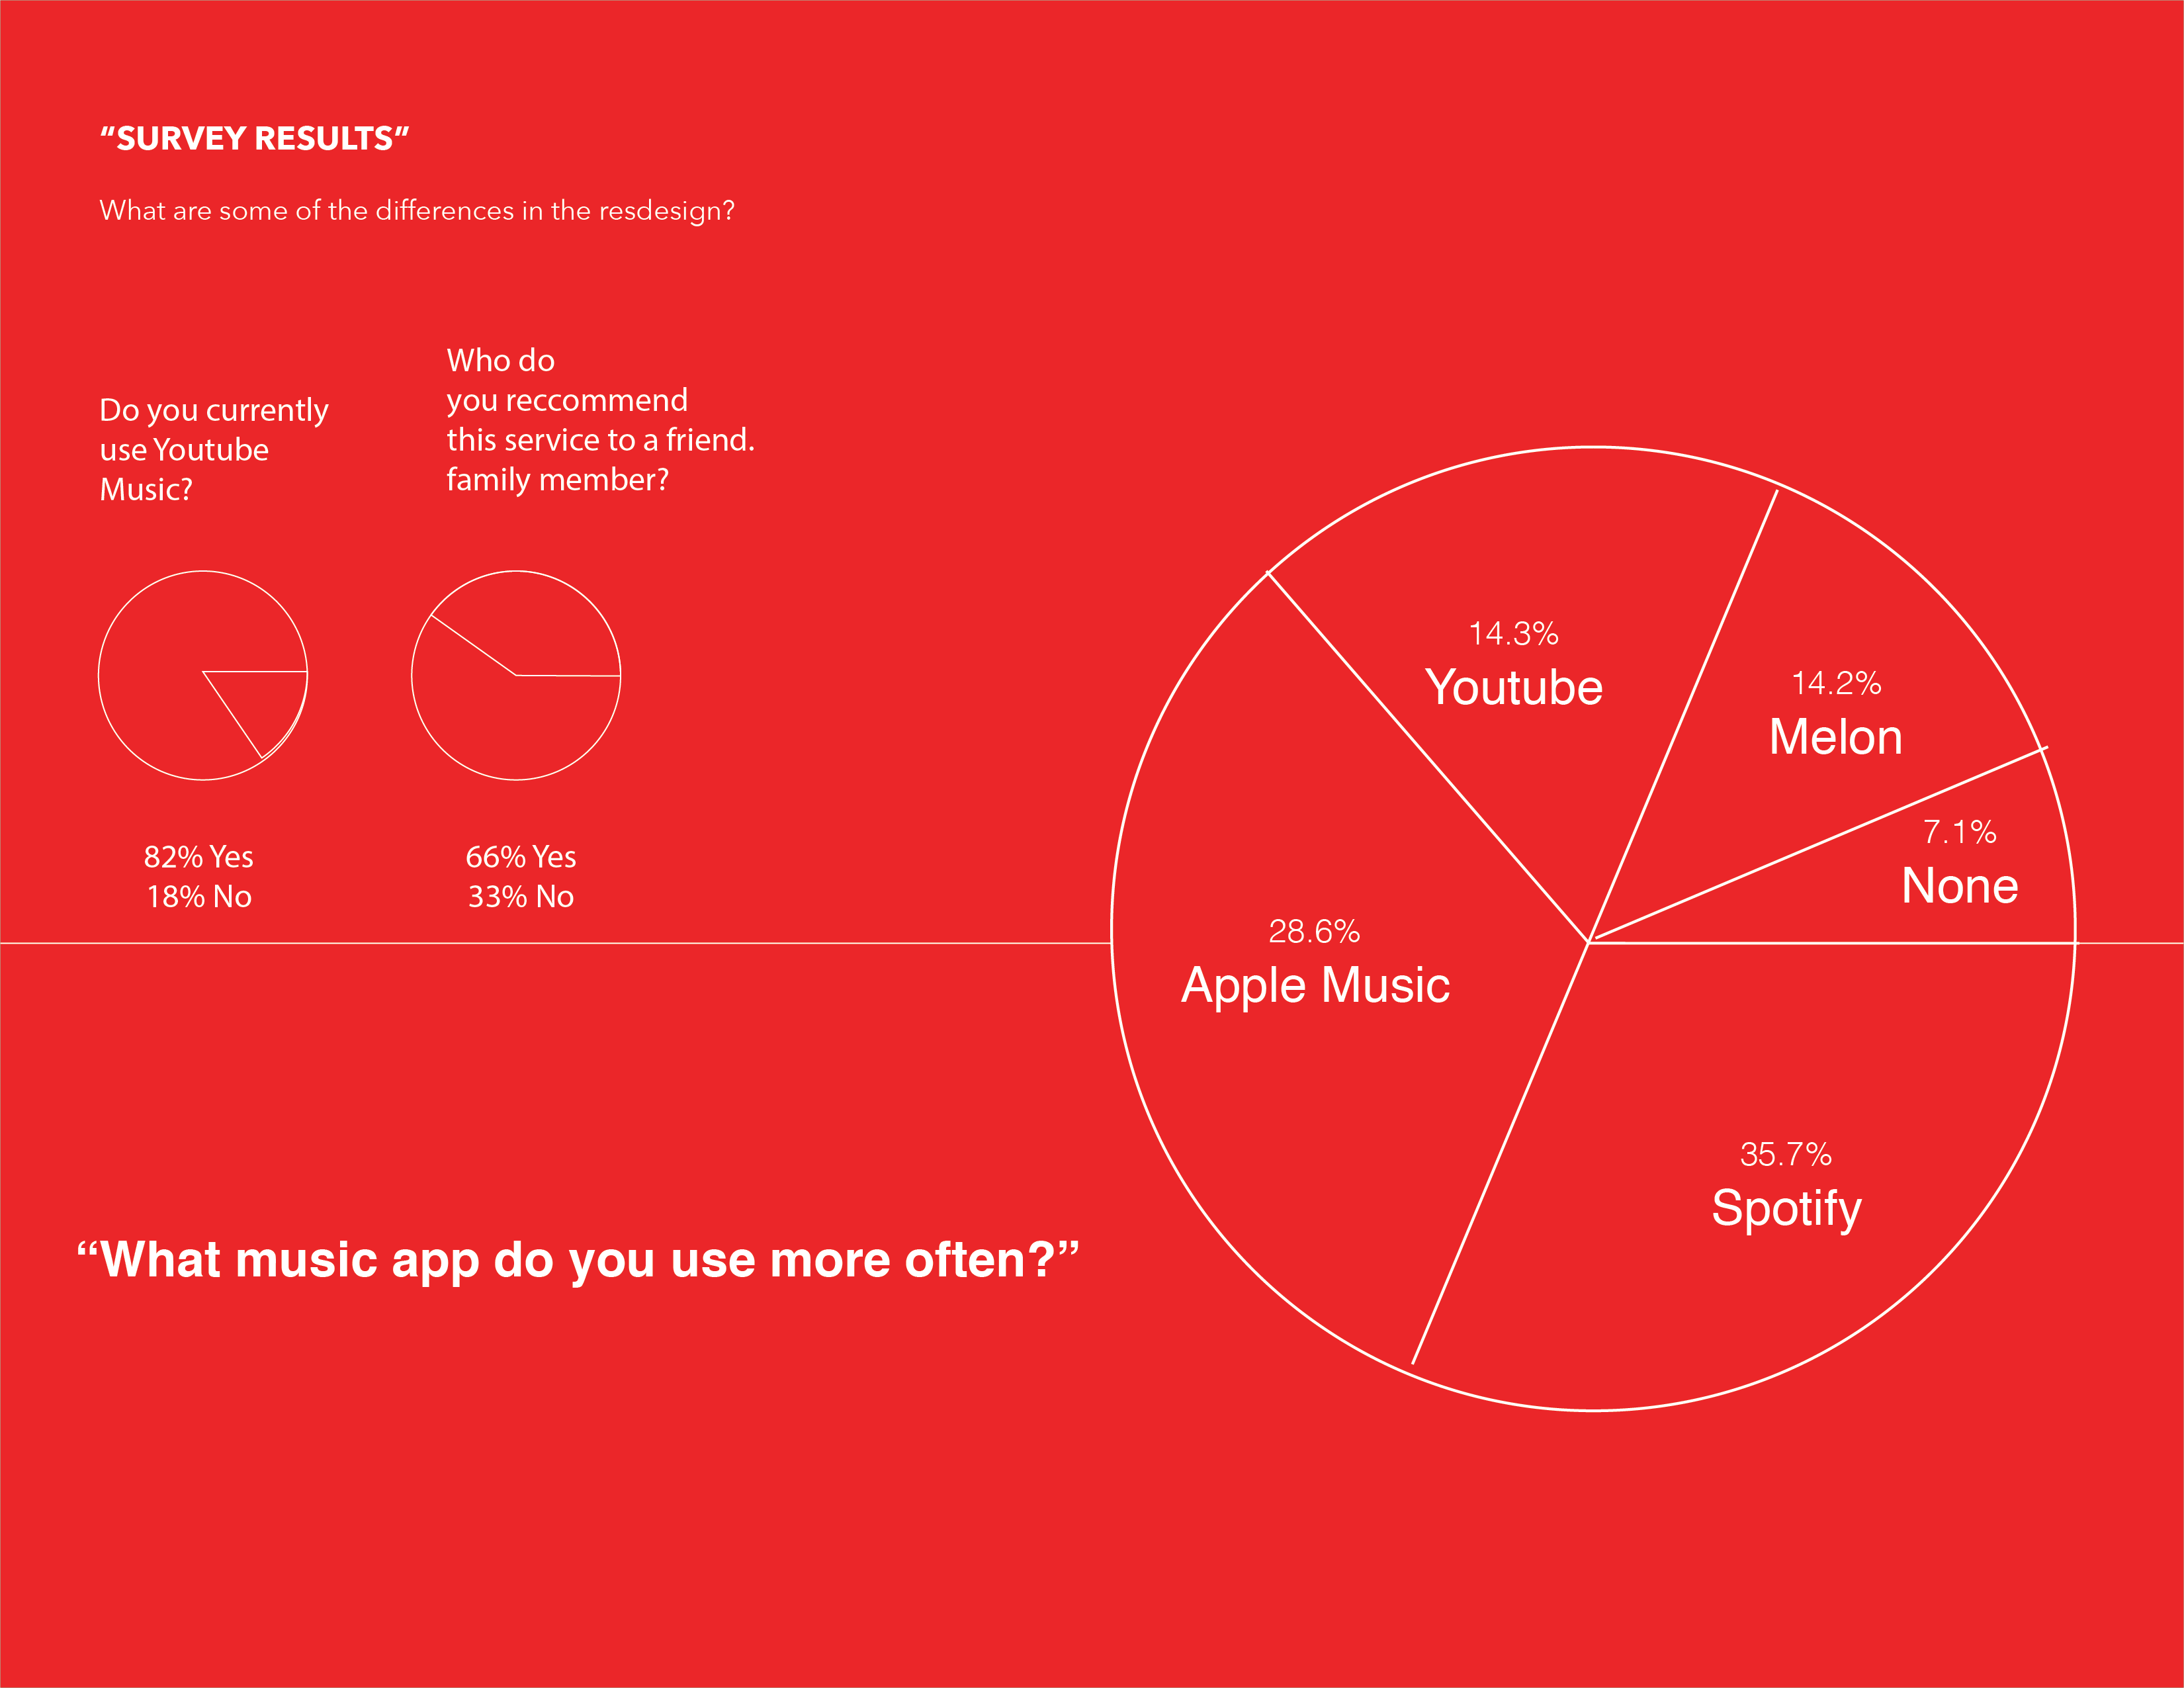 "SURVEY RESULTS"
What are some of the differences in the resdesign?
Do you currently
use Youtube
Music?
82% Yes
18% No
Who do
you reccommend
this service to a friend.
family member?
66% Yes
33% No
“What music app do you use more often?”
14.3%
Youtube
14.2%
Melon
7.1%
None
28.6%
Apple Music
35.7%
Spotify